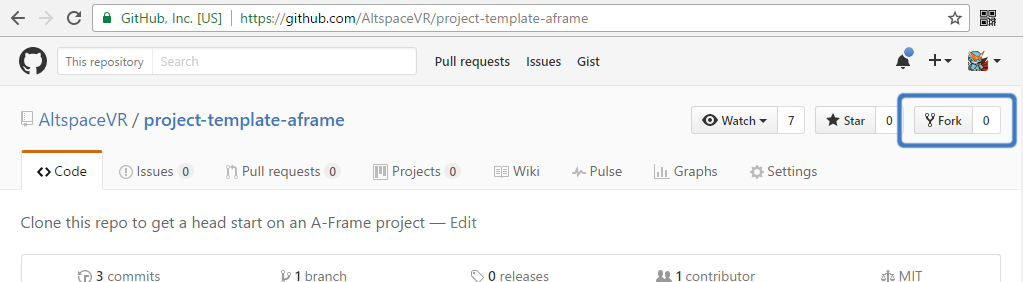 GitHub, Inc. [US] https://github.com/AltspaceVR/project-template-aframe
This repository Search Pull requests Issues Gist
AltspaceVR / project-template-aframe Watch 7 Star 0 Fork 0
Code Issues 0 Pull requests 0 Projects 0 Wiki Pulse Graphs Settings
Clone this repo to get a head start on an A-Frame project — Edit
3 commits 1 branch 0 releases 1 contributor MIT